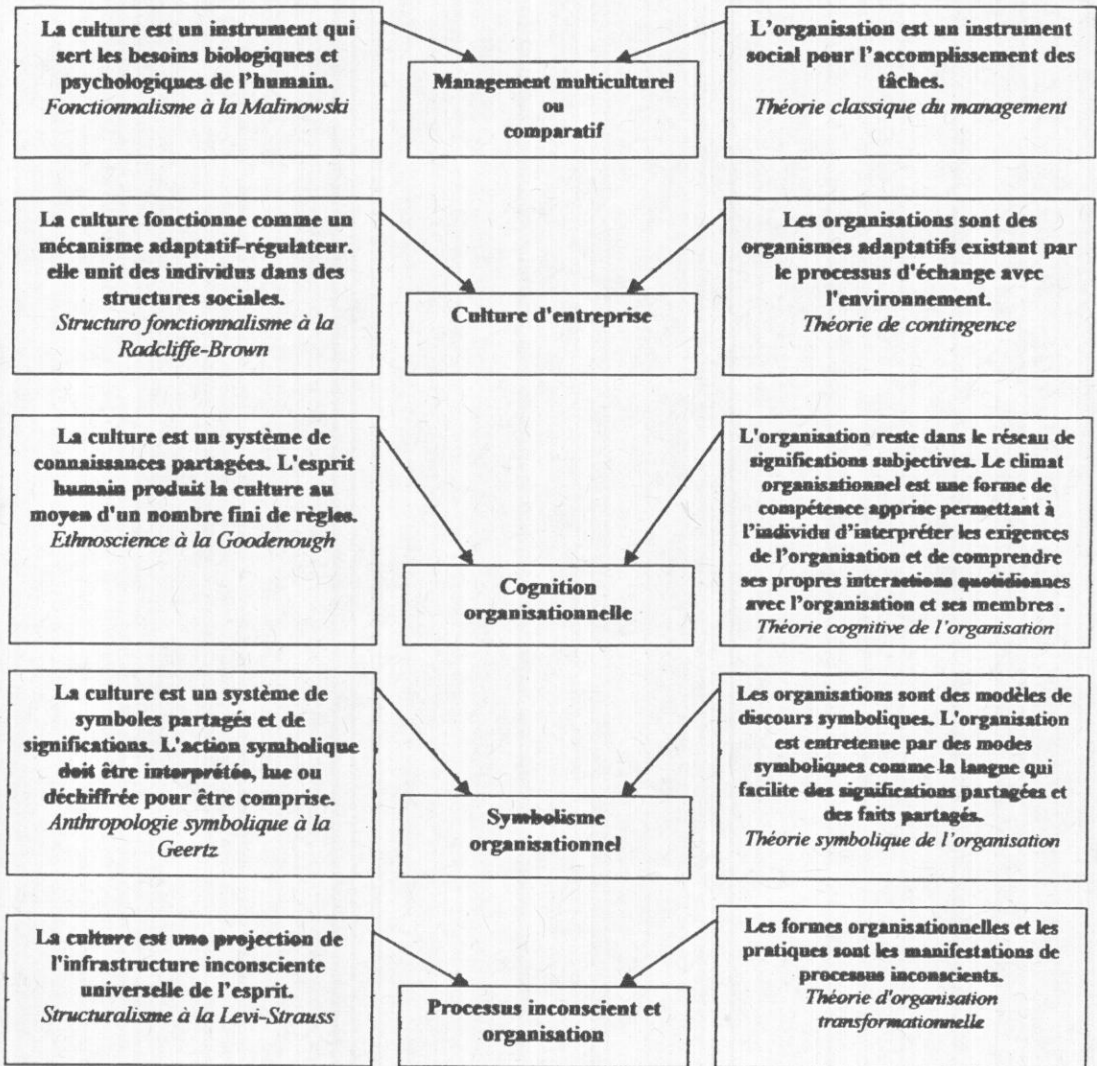 La culture est un instrument qui
sert les besoins biologiques et
psychologiques de l'humain.
Fonctionnalisme à la Malinowski
Management multiculturel
ou
comparatif
L'organisation est un instrument
social pour l'accomplissement des
tâches.
Théorie classique du management
La culture fonctionne comme un
mécanisme adaptatif-régulateur.
elle unit des individus dans des
structures sociales.
Structuro fonctionnalisme à la
Radcliffe-Brown
Culture d'entreprise
Les organisations sont des
organismes adaptatifs existant par
le processus d'échange avec
l'environnement.
Théorie de contingence
La culture est un système de
connaissances partagées. L'esprit
humain produit la culture au
moyen d'un nombre fini de règles.
Ethnoscience à la Goodenough
Cognition
organisationnelle
L'organisation reste dans le réseau de
significations subjectives. Le climat
organisationnel est une forme de
compétence apprise permettant à
l'individu d'interpréter les exigences
de l'organisation et de comprendre
ses propres interactions quotidiennes
avec l'organisation et ses membres .
Théorie cognitive de l'organisation
La culture est un système de
symboles partagés et de
significations. L'action symbolique
doit être interprétée, lue ou
déchiffrée pour être comprise.
Anthropologie symbolique à la
Geertz
Symbolisme
organisationnel
Les organisations sont des modèles de
discours symboliques. L'organisation
est entretenue par des modes
symboliques comme la langue qui
facilite des significations partagées et
des faits partagés.
Théorie symbolique de l'organisation
La culture est une projection de
l'infrastructure inconsciente
universelle de l'esprit.
Structuralisme à la Levi-Strauss
Processus inconscient et
organisation
Les formes organisationnelles et les
pratiques sont les manifestations de
processus inconscients.
Théorie d'organisation
transformationnelle